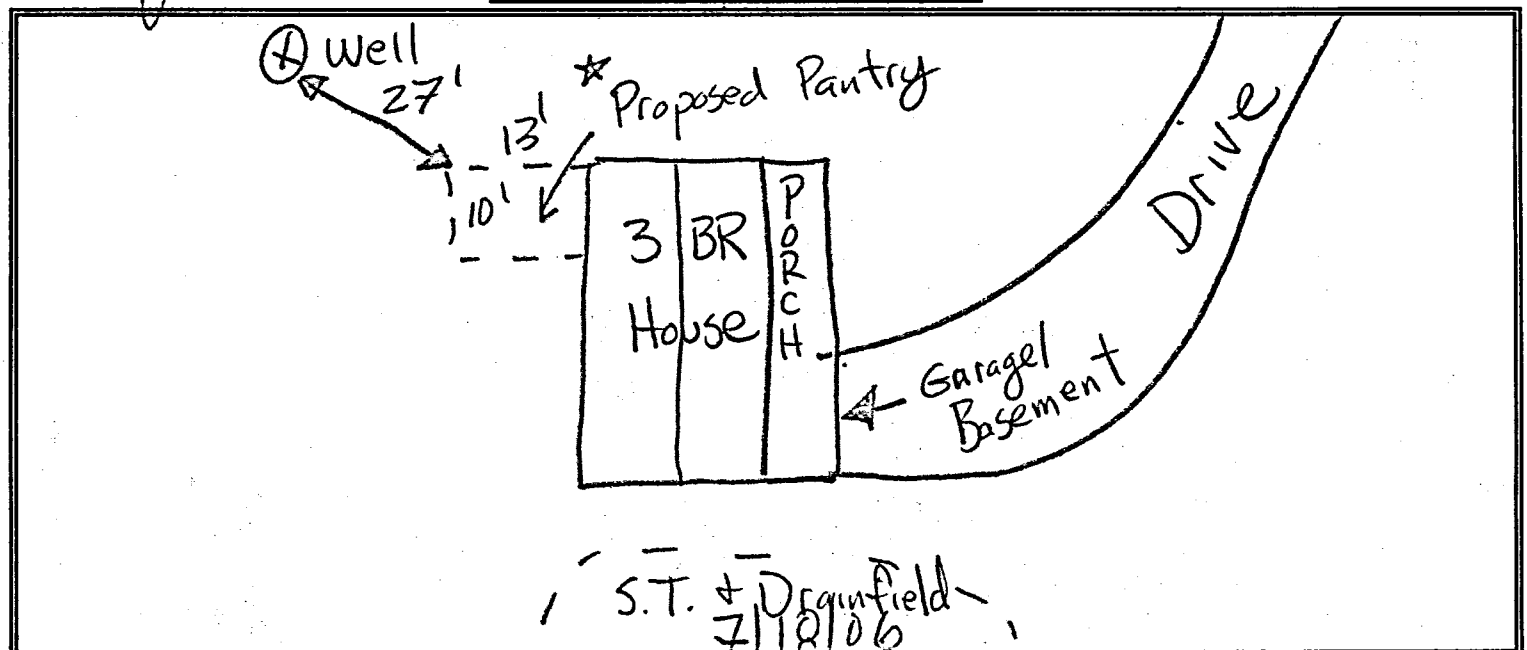 Well
27'
★ Proposed Pantry
13'
10'
3 BR
House
PORCH
Drive
Garage/
Basement
S.T. + Drainfield
7/18/06